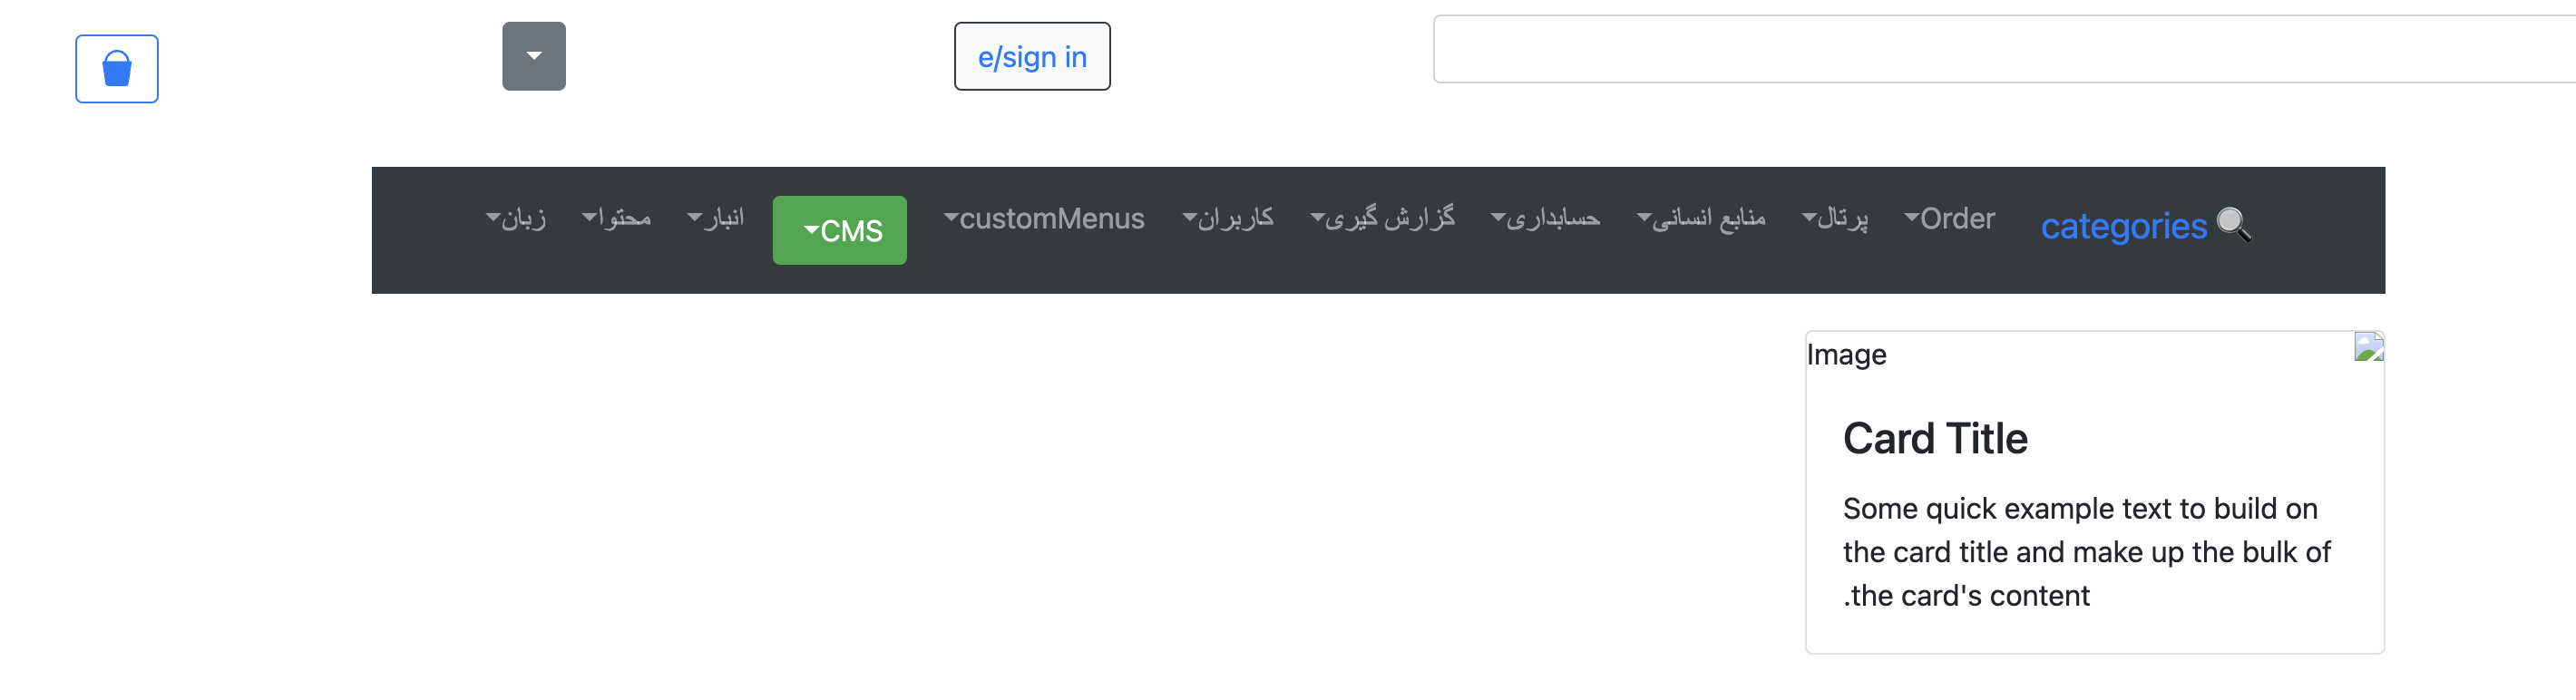 e/sign in
categories Order پرتال منابع انسانی حسابداری گزارش گیری کاربران customMenus CMS انبار محتوا زبان
Image
Card Title
Some quick example text to build on
the card title and make up the bulk of
.the card's content